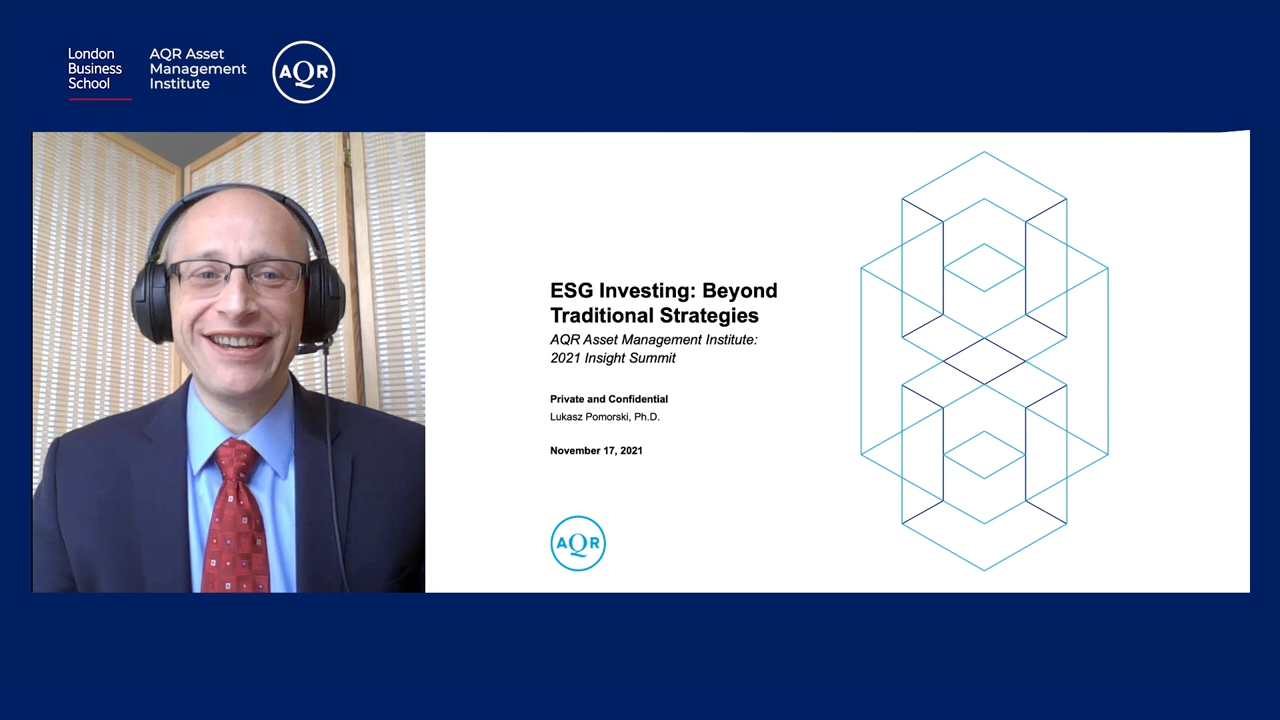 London
Business
School
AQR Asset
Management
Institute
AQR
ESG Investing: Beyond
Traditional Strategies
AQR Asset Management Institute:
2021 Insight Summit
Private and Confidential
Lukasz Pomorski, Ph.D.
November 17, 2021
AQR